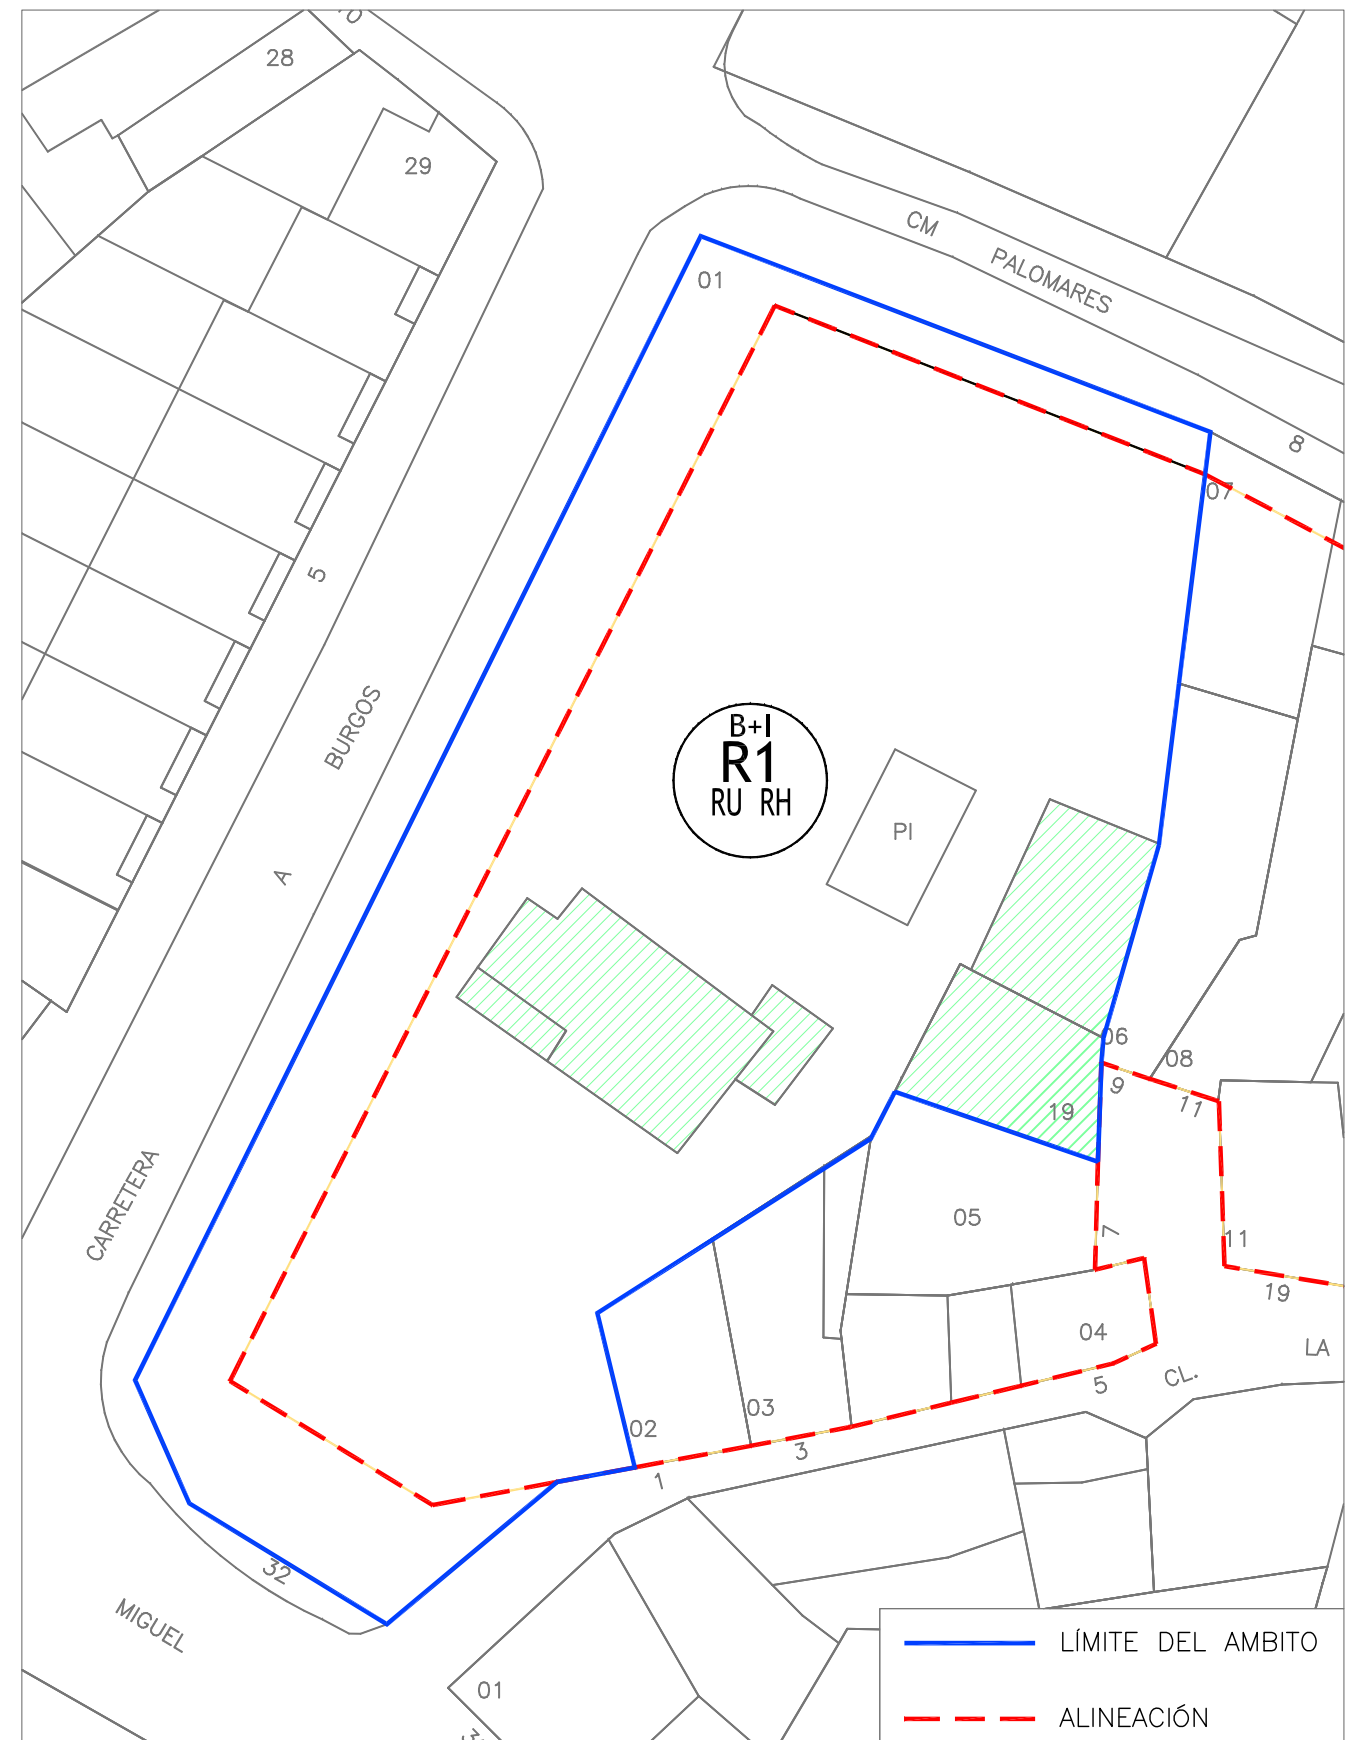 28
29
CM PALOMARES
01
8
07
5
BURGOS
B+I
R1
RU RH
PI
A
06
08
9
11
19
CARRETERA
05
7
11
19
04
LA
CL.
5
03
02
3
1
32
MIGUEL
01
LÍMITE DEL AMBITO
ALINEACIÓN